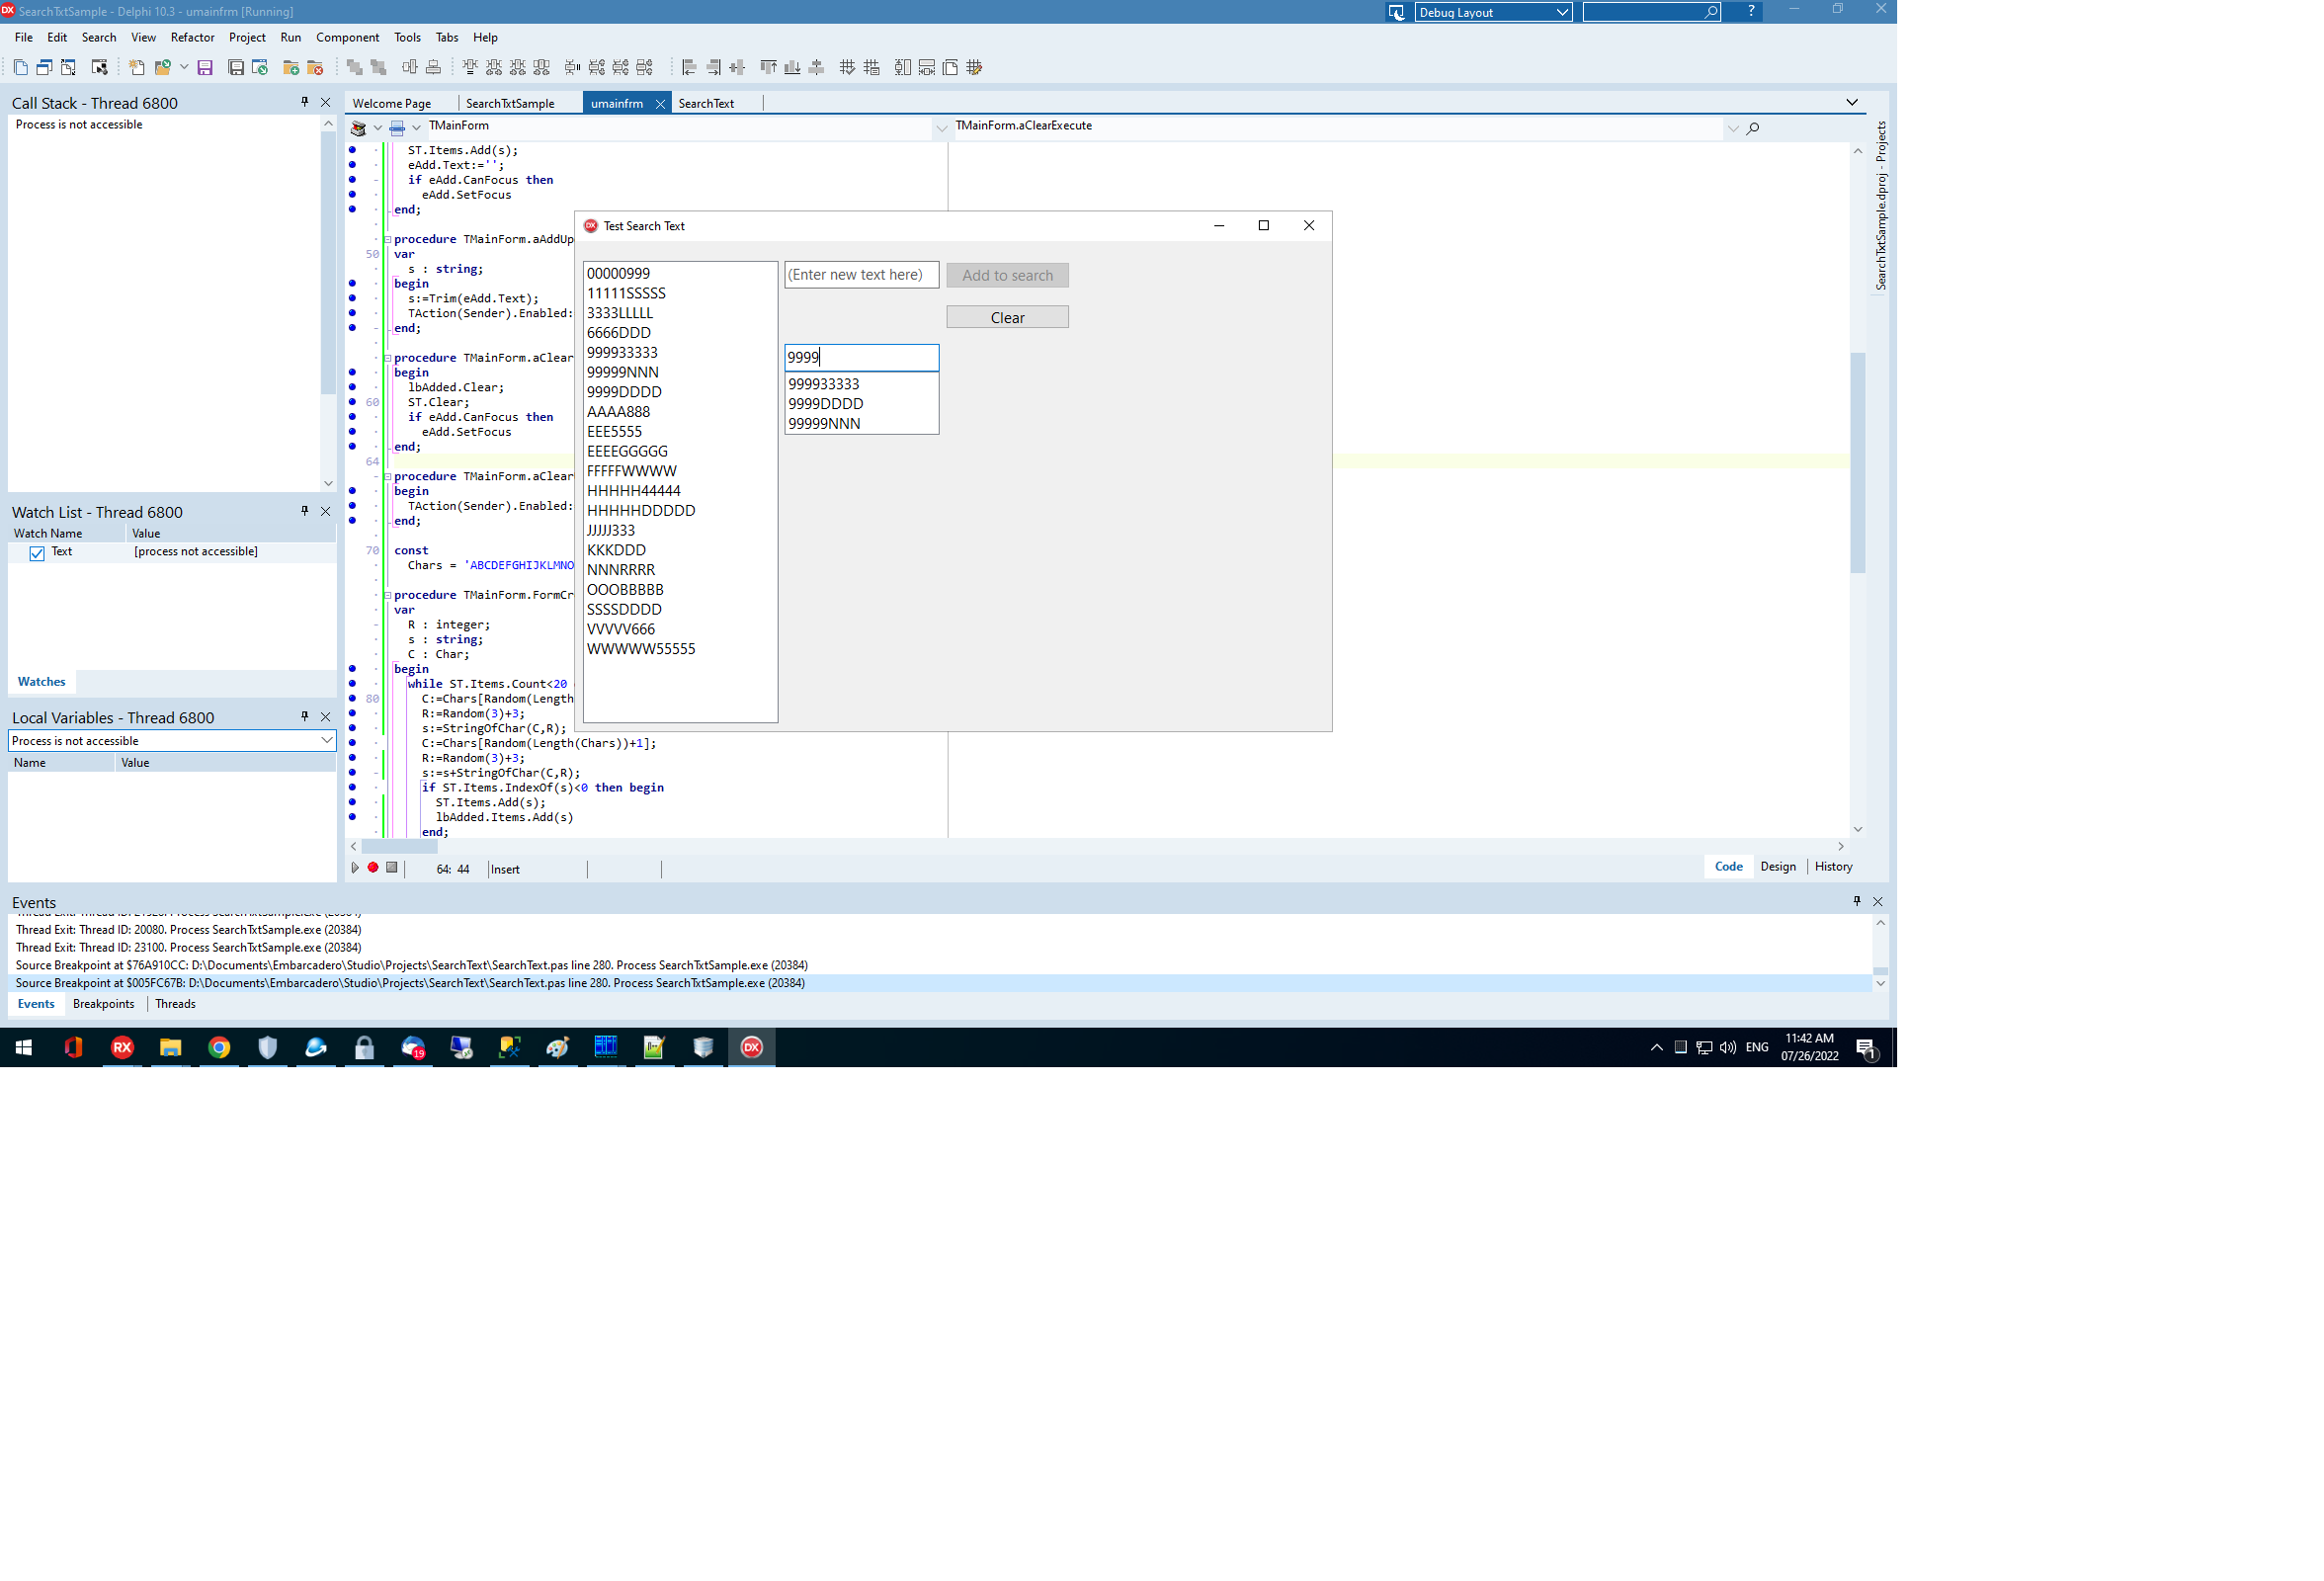 SearchTxtSample - Delphi 10.3 - umainfrm [Running]
Debug Layout
?
File Edit Search View Refactor Project Run Component Tools Tabs Help
Call Stack - Thread 6800
Process is not accessible
Watch List - Thread 6800
Watch Name Value
Text [process not accessible]
Watches
Local Variables - Thread 6800
Process is not accessible
Name Value
Welcome Page SearchTxtSample umainfrm SearchText
TMainForm TMainForm.aClearExecute
ST.Items.Add(s);
eAdd.Text:='';
if eAdd.CanFocus then
eAdd.SetFocus
end;
procedure TMainForm.aAddUp
50 var
s : string;
begin
s:=Trim(eAdd.Text);
TAction(Sender).Enabled:
end;
procedure TMainForm.aClear
begin
lbAdded.Clear;
60 ST.Clear;
if eAdd.CanFocus then
eAdd.SetFocus
end;
64
procedure TMainForm.aClear
begin
TAction(Sender).Enabled:
end;
70 const
Chars = 'ABCDEFGHIJKLMNO
procedure TMainForm.FormCr
var
R : integer;
s : string;
C : Char;
begin
while ST.Items.Count<20
80 C:=Chars[Random(Length
R:=Random(3)+3;
s:=StringOfChar(C,R);
C:=Chars[Random(Length(Chars))+1];
R:=Random(3)+3;
s:=s+StringOfChar(C,R);
if ST.Items.IndexOf(s)<0 then begin
ST.Items.Add(s);
lbAdded.Items.Add(s)
end;
64: 44 Insert
Code Design History
SearchTxtSample.dproj - Projects
Test Search Text
00000999
11111SSSSS
3333LLLLL
6666DDD
999933333
99999NNN
9999DDDD
AAAA888
EEE5555
EEEEGGGGG
FFFFFWWWW
HHHHH44444
HHHHHDDDDD
JJJJJ333
KKKDDD
NNNRRRR
OOOBBBBB
SSSSDDDD
VVVVV666
WWWWW55555
(Enter new text here) Add to search
Clear
9999
999933333
9999DDDD
99999NNN
Events
Thread Exit: Thread ID: 20080. Process SearchTxtSample.exe (20384)
Thread Exit: Thread ID: 23100. Process SearchTxtSample.exe (20384)
Source Breakpoint at $76A910CC: D:\Documents\Embarcadero\Studio\Projects\SearchText\SearchText.pas line 280. Process SearchTxtSample.exe (20384)
Source Breakpoint at $005FC67B: D:\Documents\Embarcadero\Studio\Projects\SearchText\SearchText.pas line 280. Process SearchTxtSample.exe (20384)
Events Breakpoints Threads
RX
19
DX
ENG
11:42 AM
07/26/2022
1